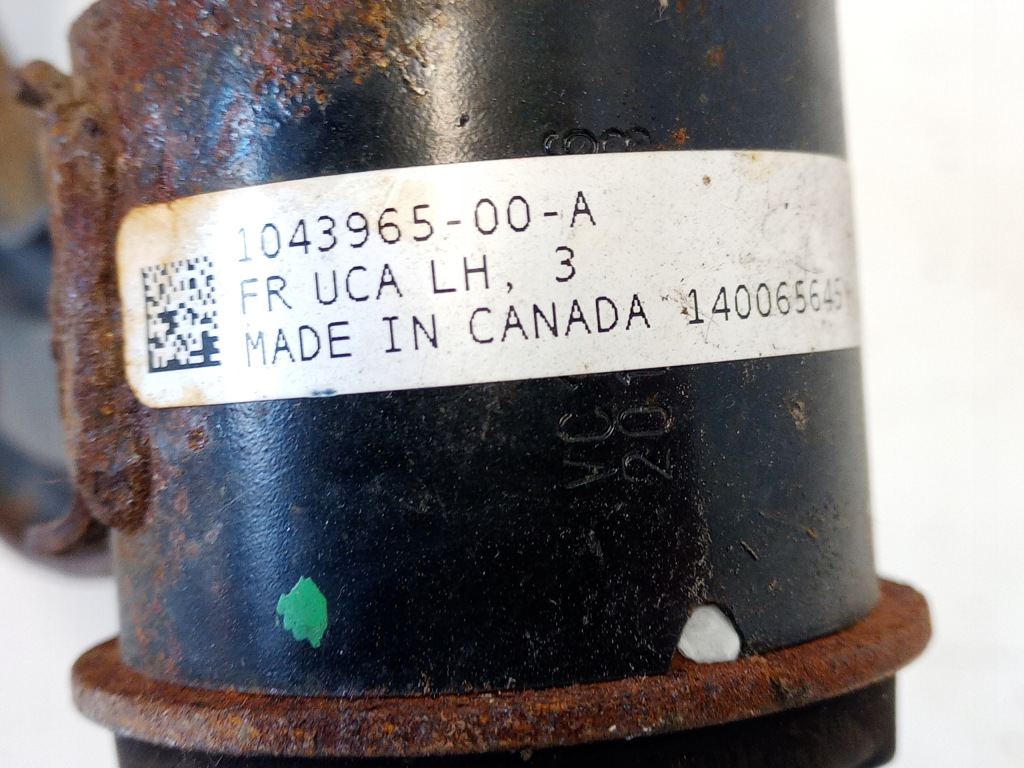 1043965-00-A
FR UCA LH, 3
MADE IN CANADA 140065645